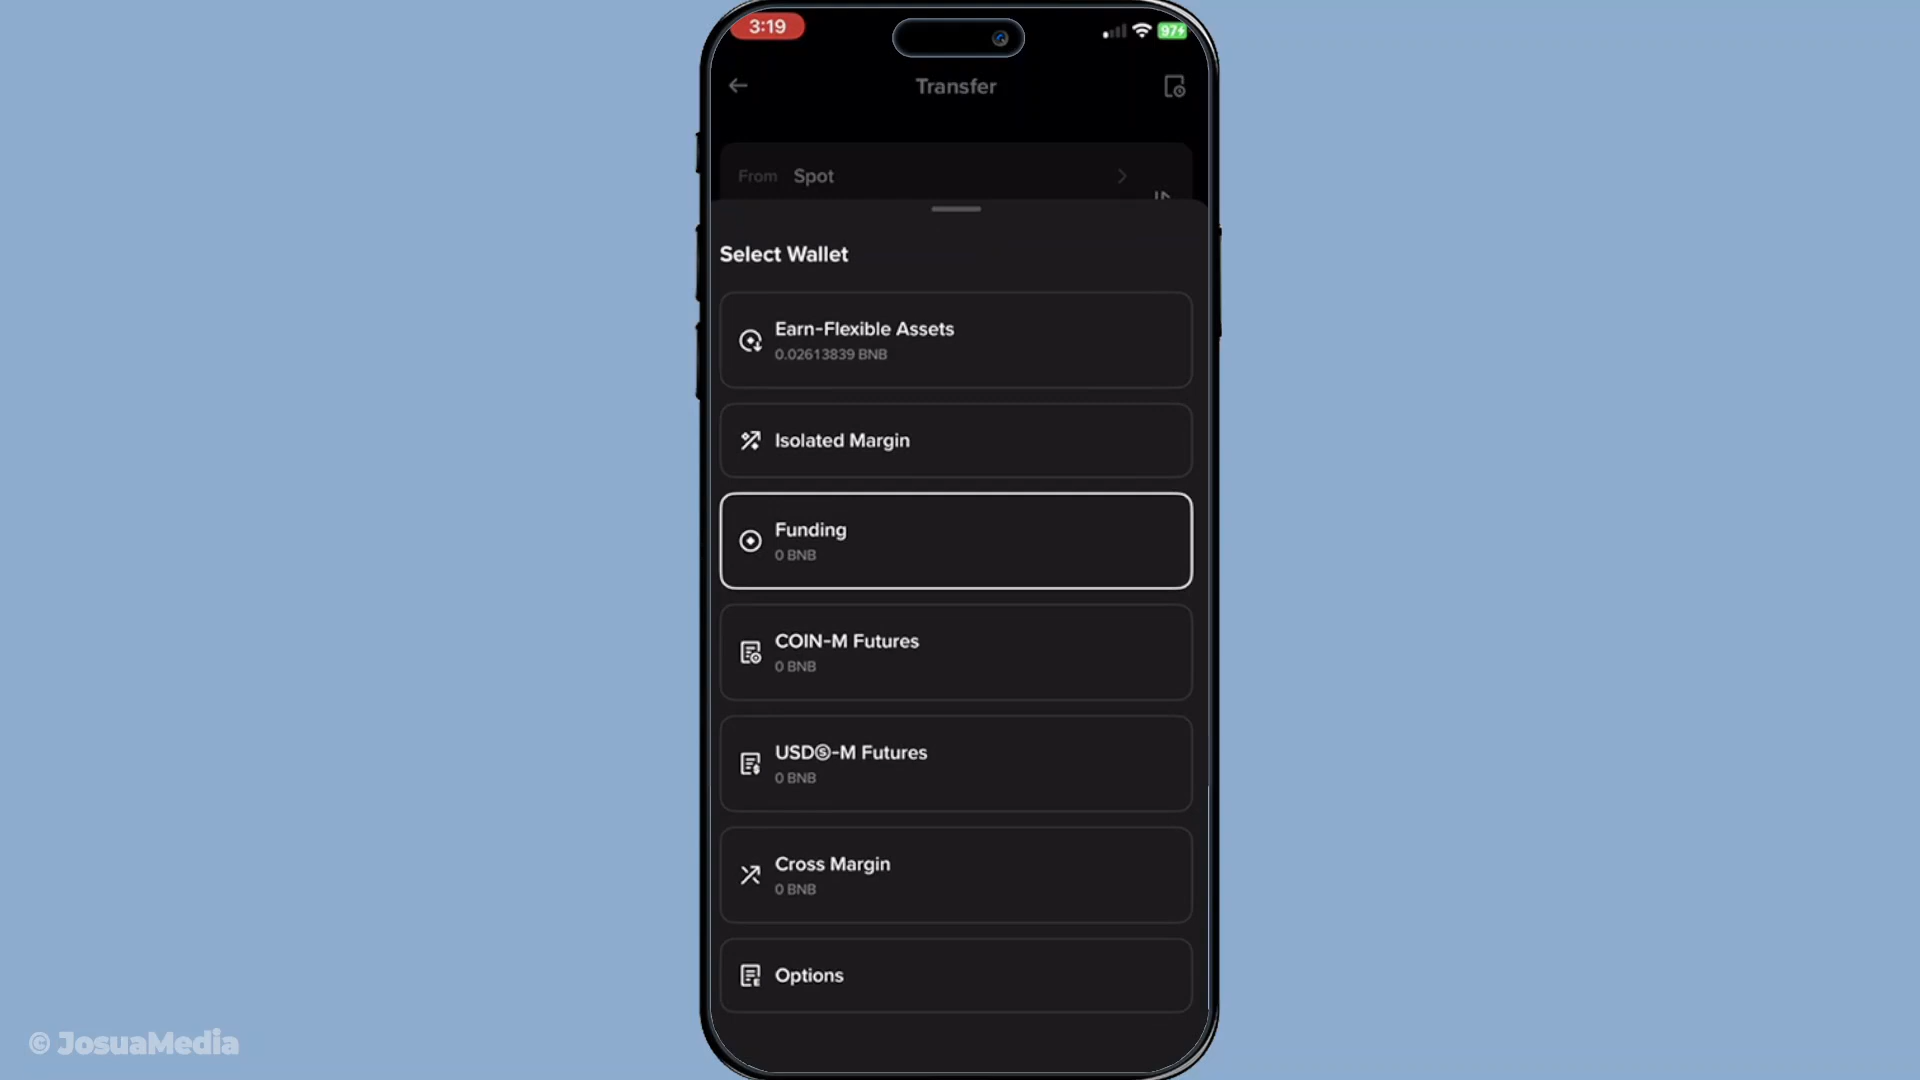 3:19
97
Transfer
From Spot
Select Wallet
Earn-Flexible Assets
0.02613839 BNB
Isolated Margin
Funding
0 BNB
COIN-M Futures
0 BNB
USDⓈ-M Futures
0 BNB
Cross Margin
0 BNB
Options
© JosuaMedia